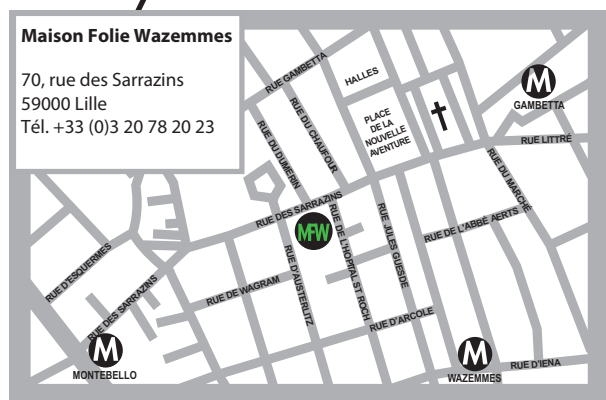 Maison Folie Wazemmes
70, rue des Sarrazins
59000 Lille
Tél. +33 (0)3 20 78 20 23
RUE GAMBETTA
HALLES
M
GAMBETTA
RUE DU CHAUFOUR
PLACE
DE LA
NOUVELLE
AVENTURE
RUE LITTRÉ
RUE DU DUMERIN
RUE DU MARCHÉ
RUE DES SARRAZINS
MFW
RUE DE L'HOPITAL ST ROCH
RUE JULES GUESDE
RUE DE L'ABBÉ AERTS
RUE D'ESQUERMES
RUE D'AUSTERLITZ
RUE DE WAGRAM
RUE DES SARRAZINS
RUE D'ARCOLE
M
MONTEBELLO
M
WAZEMMES
RUE D'IENA